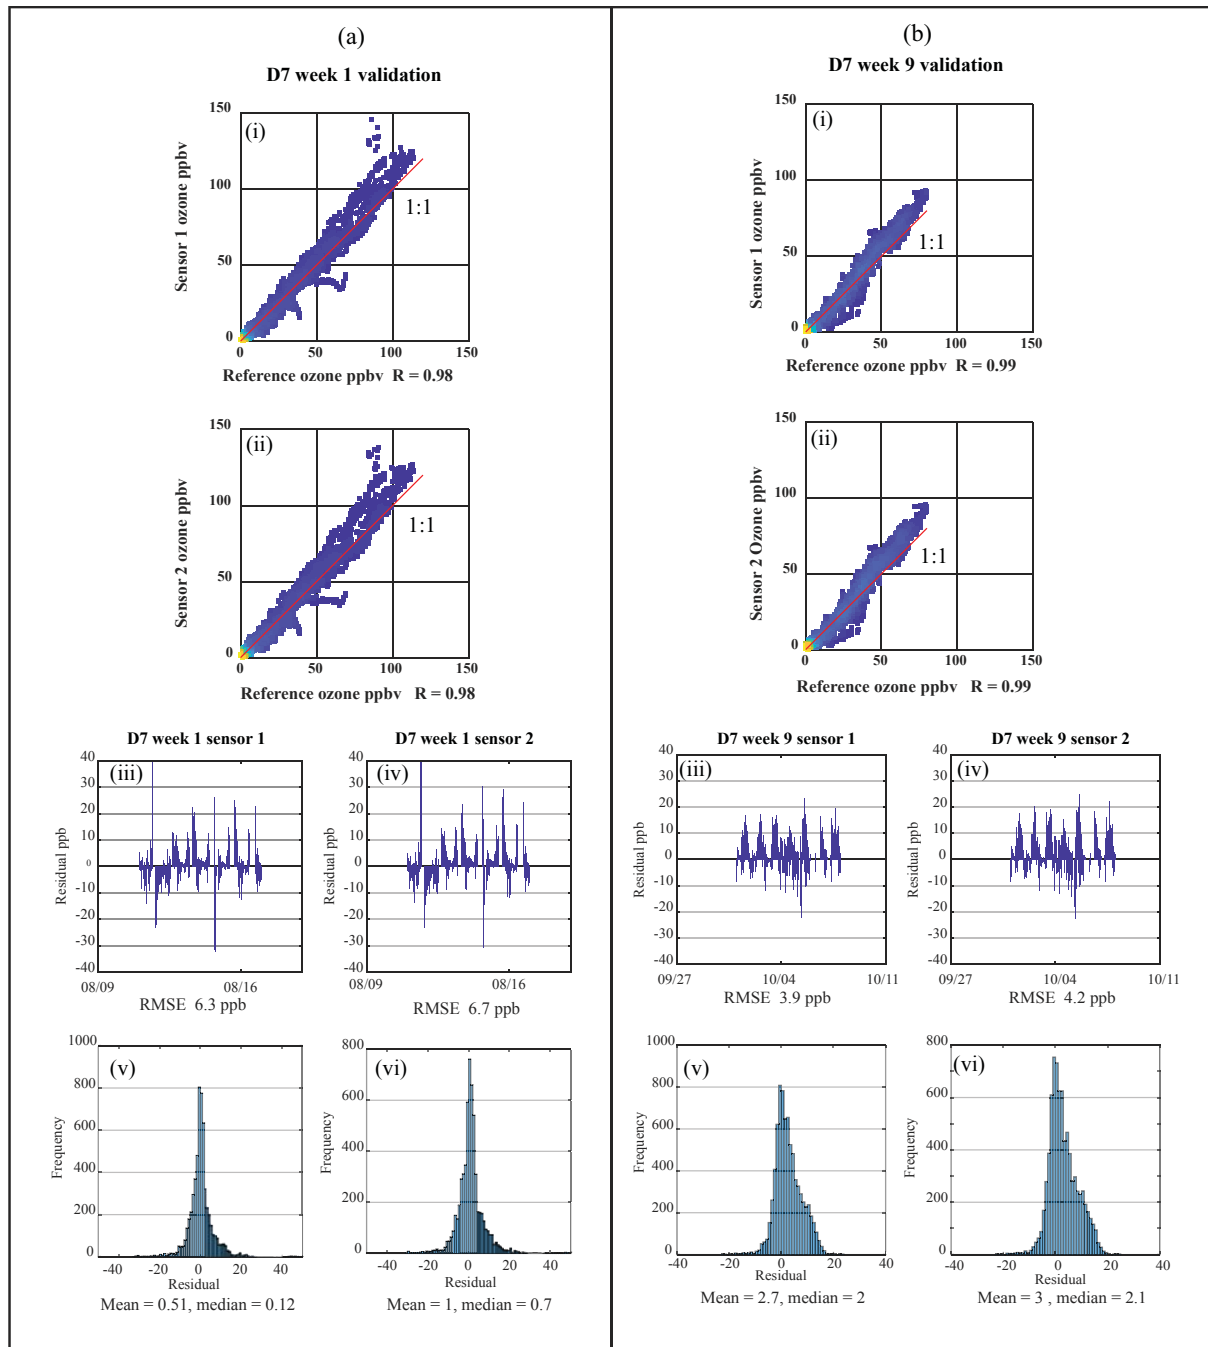 (a)
D7 week 1 validation
150
(i)
100
1:1
50
0
Sensor 1 ozone ppbv
0 50 100 150
Reference ozone ppbv R = 0.98
150
(ii)
100
1:1
50
0
Sensor 2 ozone ppbv
0 50 100 150
Reference ozone ppbv R = 0.98
D7 week 1 sensor 1
40
(iii)
30
20
10
0
-10
-20
-30
-40
Residual ppb
08/09 08/16
RMSE 6.3 ppb
D7 week 1 sensor 2
40
(iv)
30
20
10
0
-10
-20
-30
-40
08/09 08/16
RMSE 6.7 ppb
1000
(v)
800
600
400
200
0
Frequency
-40 -20 0 20 40
Residual
Mean = 0.51, median = 0.12
800
(vi)
600
400
200
0
Frequency
-40 -20 0 20 40
Residual
Mean = 1, median = 0.7
(b)
D7 week 9 validation
150
(i)
100
1:1
50
0
Sensor 1 ozone ppbv
0 50 100 150
Reference ozone ppbv R = 0.99
150
(ii)
100
1:1
50
0
Sensor 2 Ozone ppbv
0 50 100 150
Reference ozone ppbv R = 0.99
D7 week 9 sensor 1
40
(iii)
30
20
10
0
-10
-20
-30
-40
Residual ppb
09/27 10/04 10/11
RMSE 3.9 ppb
D7 week 9 sensor 2
40
(iv)
30
20
10
0
-10
-20
-30
-40
Residual ppb
09/27 10/04 10/11
RMSE 4.2 ppb
1000
(v)
800
600
400
200
0
Frequency
-40 -20 0 20 40
Residual
Mean = 2.7, median = 2
800
(vi)
600
400
200
0
Frequency
-40 -20 0 20 40
Residual
Mean = 3 , median = 2.1